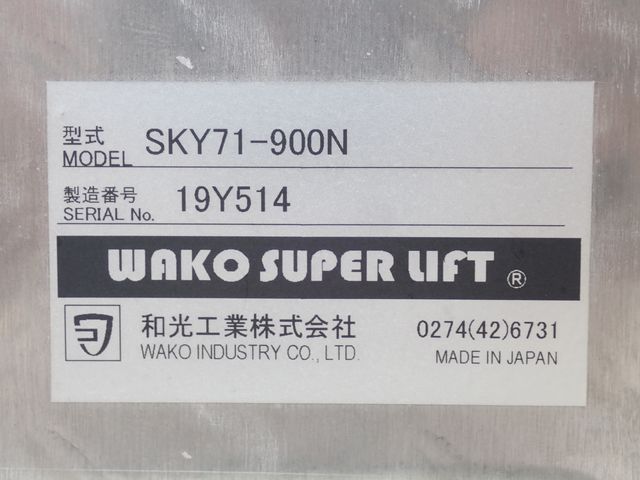 型式
MODEL SKY71-900N
製造番号
SERIAL No. 19Y514
WAKO SUPER LIFT ®
和光工業株式会社 0274(42)6731
WAKO INDUSTRY CO., LTD. MADE IN JAPAN